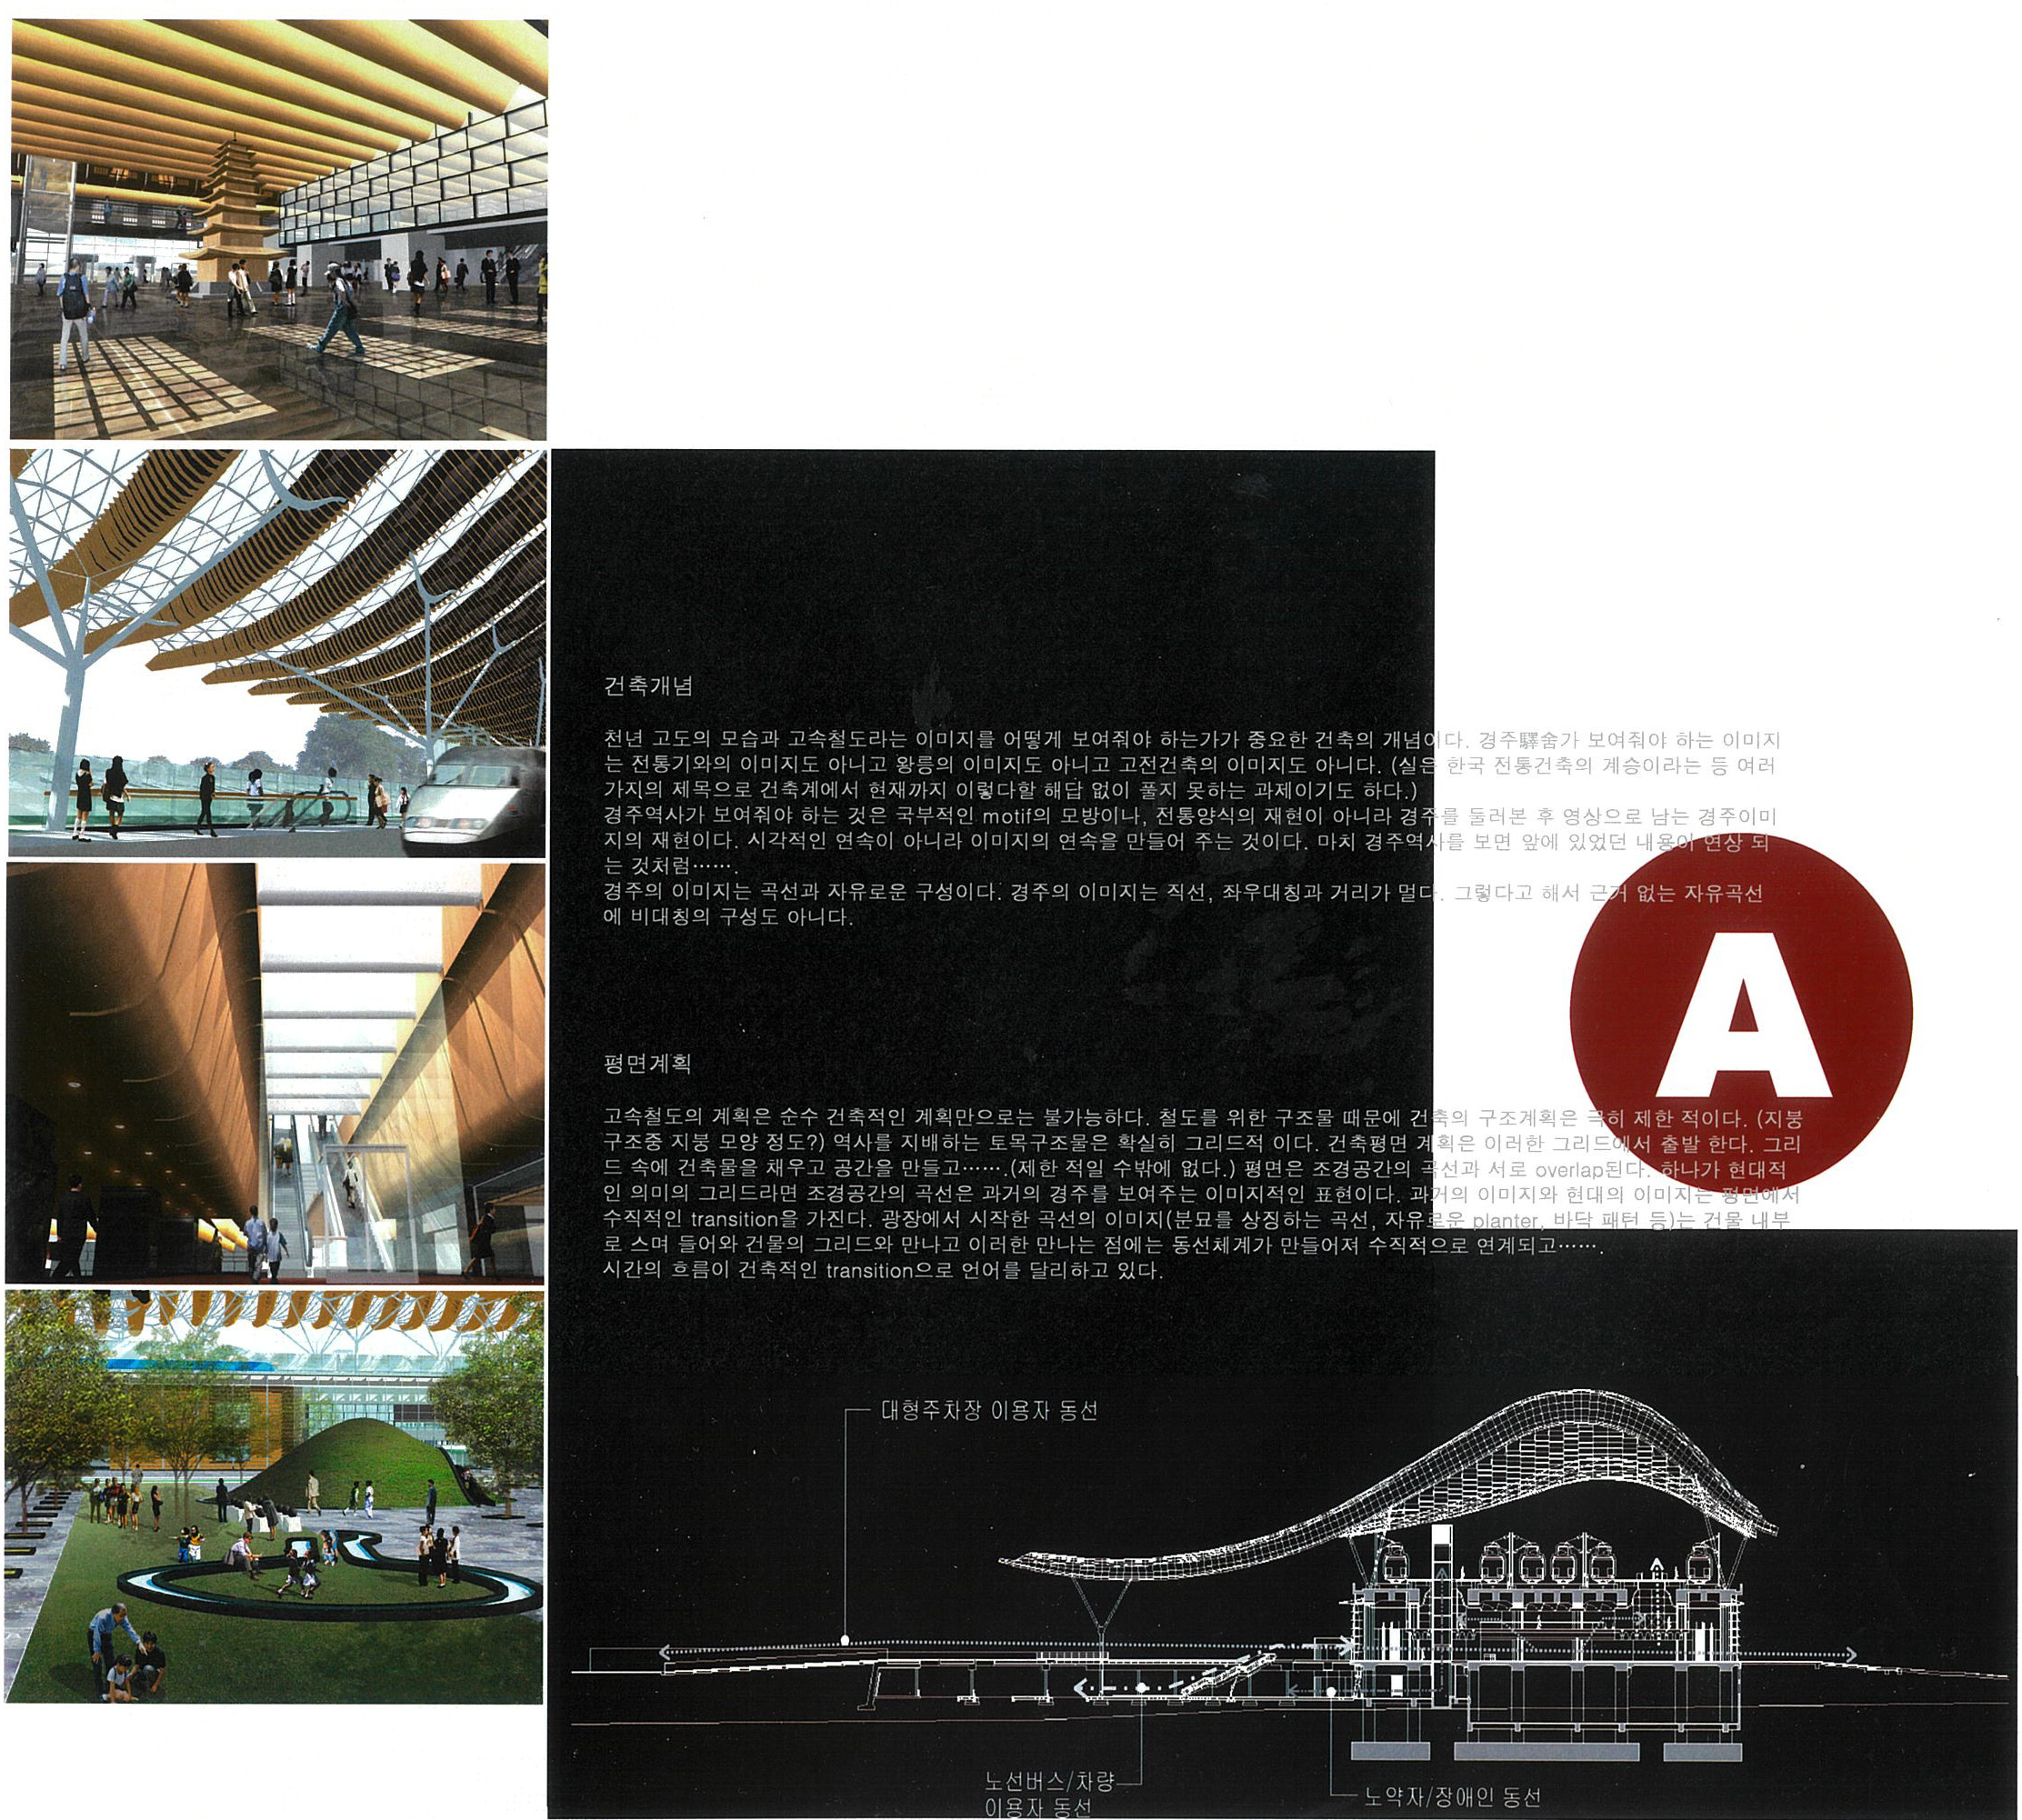 건축개념
천년 고도의 모습과 고속철도라는 이미지를 어떻게 보여줘야 하는가가 중요한 건축의 개념이다. 경주驛舍가 보여줘야 하는 이미지
는 전통기와의 이미지도 아니고 왕릉의 이미지도 아니고 고전건축의 이미지도 아니다. (실은 한국 전통건축의 계승이라는 등 여러
가지의 제목으로 건축계에서 현재까지 이렇다할 해답 없이 풀지 못하는 과제이기도 하다.)
경주역사가 보여줘야 하는 것은 국부적인 motif의 모방이나, 전통양식의 재현이 아니라 경주를 둘러본 후 영상으로 남는 경주이미
지의 재현이다. 시각적인 연속이 아니라 이미지의 연속을 만들어 주는 것이다. 마치 경주역사를 보면 앞에 있었던 내용이 연상 되
는 것처럼…….
경주의 이미지는 곡선과 자유로운 구성이다. 경주의 이미지는 직선, 좌우대칭과 거리가 멀다. 그렇다고 해서 근거 없는 자유곡선
에 비대칭의 구성도 아니다.
A
평면계획
고속철도의 계획은 순수 건축적인 계획만으로는 불가능하다. 철도를 위한 구조물 때문에 건축의 구조계획은 극히 제한 적이다. (지붕
구조중 지붕 모양 정도?) 역사를 지배하는 토목구조물은 확실히 그리드적 이다. 건축평면 계획은 이러한 그리드에서 출발 한다. 그리
드 속에 건축물을 채우고 공간을 만들고…….(제한 적일 수밖에 없다.) 평면은 조경공간의 곡선과 서로 overlap된다. 하나가 현대적
인 의미의 그리드라면 조경공간의 곡선은 과거의 경주를 보여주는 이미지적인 표현이다. 과거의 이미지와 현대의 이미지는 평면에서
수직적인 transition을 가진다. 광장에서 시작한 곡선의 이미지(분묘를 상징하는 곡선, 자유로운 planter, 바닥 패턴 등)는 건물 내부
로 스며 들어와 건물의 그리드와 만나고 이러한 만나는 점에는 동선체계가 만들어져 수직적으로 연계되고…….
시간의 흐름이 건축적인 transition으로 언어를 달리하고 있다.
대형주차장 이용자 동선
노선버스/차량
이용자 동선
노약자/장애인 동선